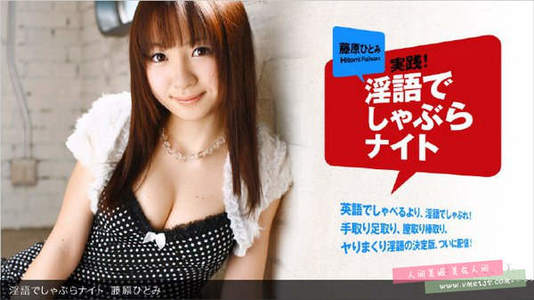 藤原ひとみ
実践!
淫語で
しゃぶら
ナイト
英語でしゃべるより、淫語でしゃぶれ!
手取り足取り、腰取り棒取り、
ヤりまくり淫語の決定版、ついに配信!
淫語でしゃぶらナイト 藤原ひとみ